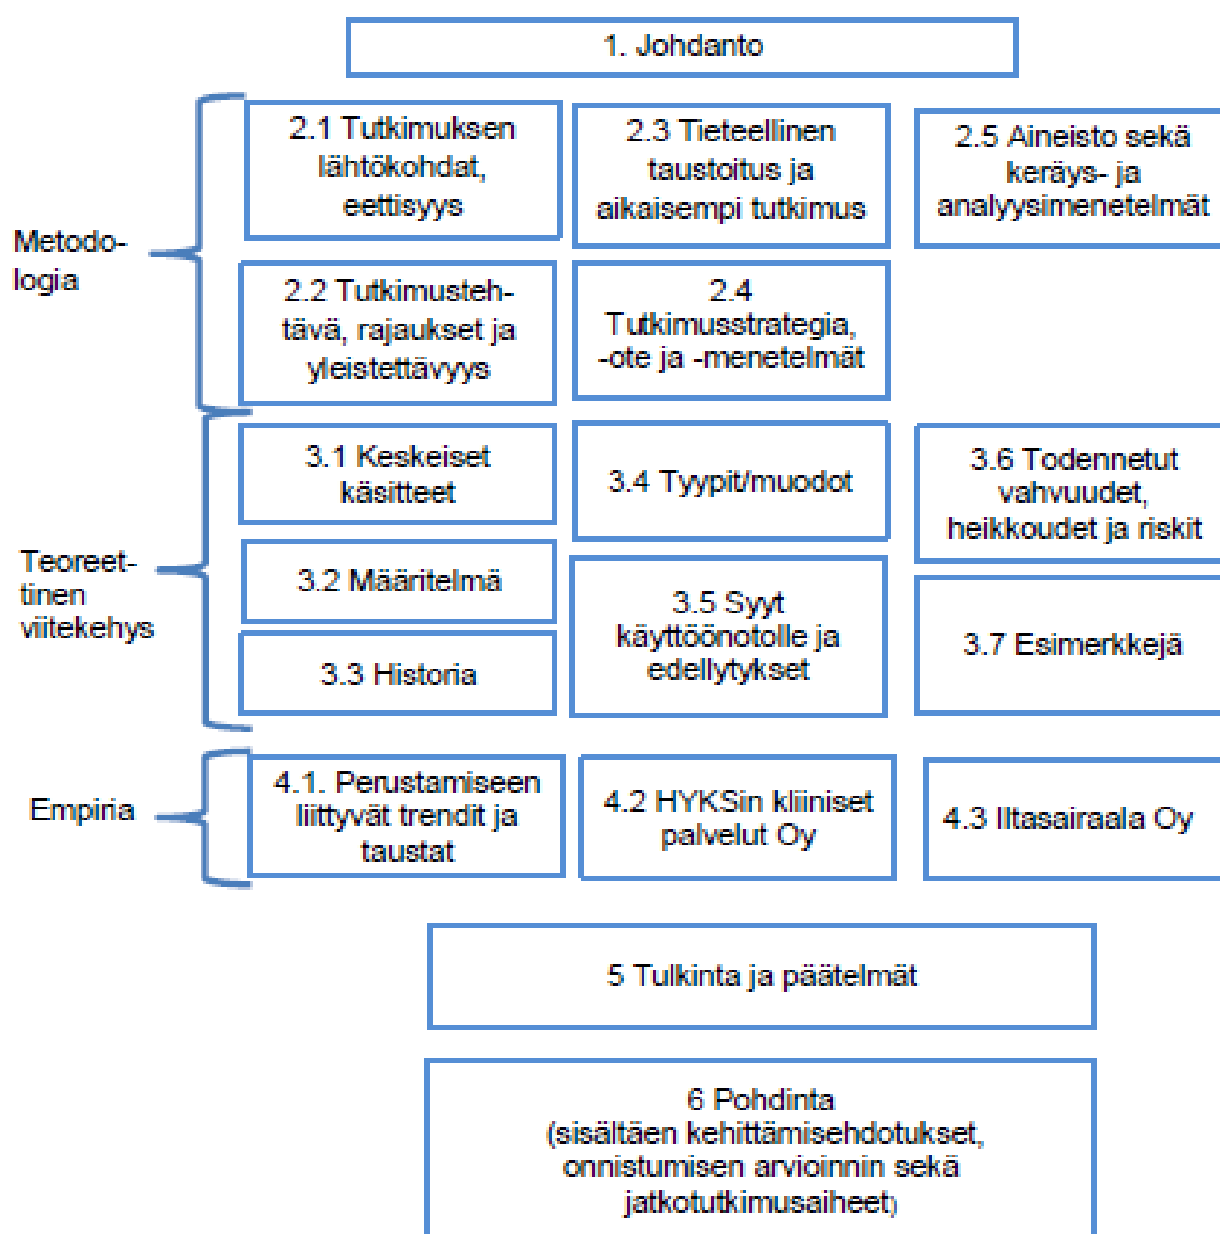 1. Johdanto
Metodo-
logia
2.1 Tutkimuksen
lähtökohdat,
eettisyys
2.2 Tutkimusteh-
tävä, rajaukset ja
yleistettävyys
2.3 Tieteellinen
taustoitus ja
aikaisempi tutkimus
2.4
Tutkimusstrategia,
-ote ja -menetelmät
2.5 Aineisto sekä
keräys- ja
analyysimenetelmät
Teoreet-
tinen
viitekehys
3.1 Keskeiset
käsitteet
3.2 Määritelmä
3.3 Historia
3.4 Tyypit/muodot
3.5 Syyt
käyttöönotolle ja
edellytykset
3.6 Todennetut
vahvuudet,
heikkoudet ja riskit
3.7 Esimerkkejä
Empiria
4.1. Perustamiseen
liittyvät trendit ja
taustat
4.2 HYKSin kliiniset
palvelut Oy
4.3 Iltasairaala Oy
5 Tulkinta ja päätelmät
6 Pohdinta
(sisältäen kehittämisehdotukset,
onnistumisen arvioinnin sekä
jatkotutkimusaiheet)